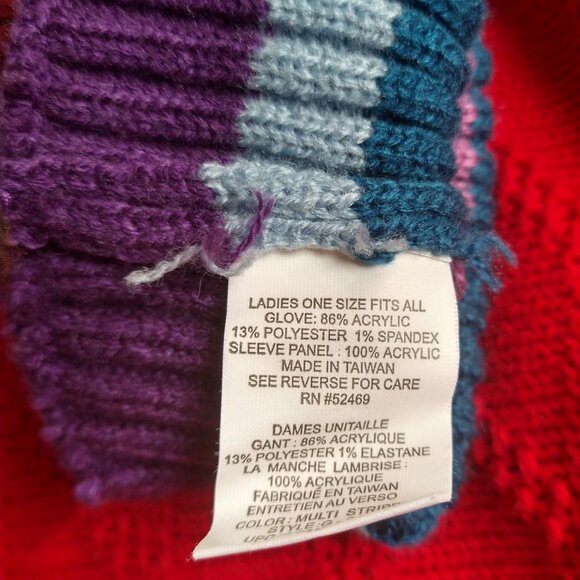 LADIES ONE SIZE FITS ALL
GLOVE: 86% ACRYLIC
13% POLYESTER 1% SPANDEX
SLEEVE PANEL : 100% ACRYLIC
MADE IN TAIWAN
SEE REVERSE FOR CARE
RN #52469
DAMES UNITAILLE
GANT : 86% ACRYLIQUE
13% POLYESTER 1% ELASTANE
LA MANCHE LAMBRISE :
100% ACRYLIQUE
FABRIQUÉ EN TAIWAN
ENTRETIEN AU VERSO
COLOR: MULTI STRIPE
STYLE: